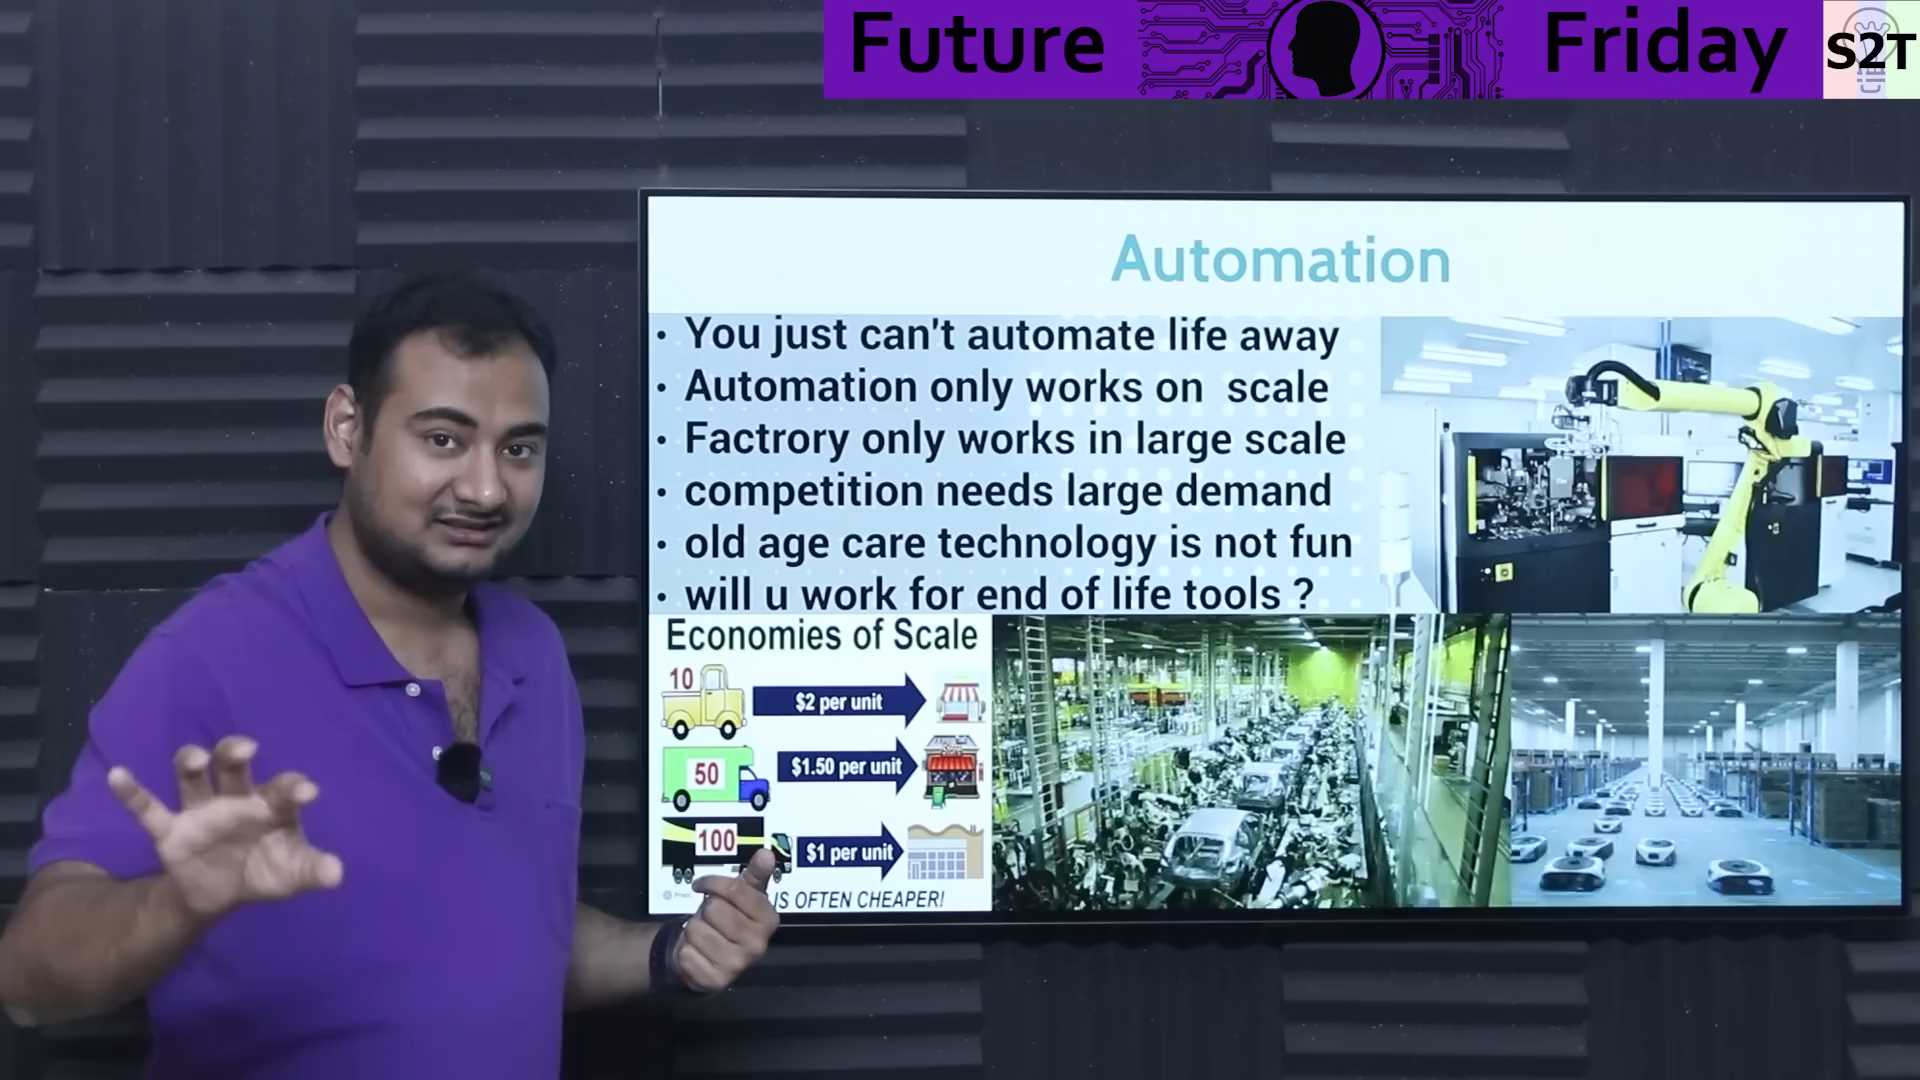 Future Friday S2T
Automation
• You just can't automate life away
• Automation only works on scale
• Factrory only works in large scale
• competition needs large demand
• old age care technology is not fun
• will u work for end of life tools ?
Economies of Scale
10
$2 per unit
50
$1.50 per unit
100
$1 per unit
IS OFTEN CHEAPER!